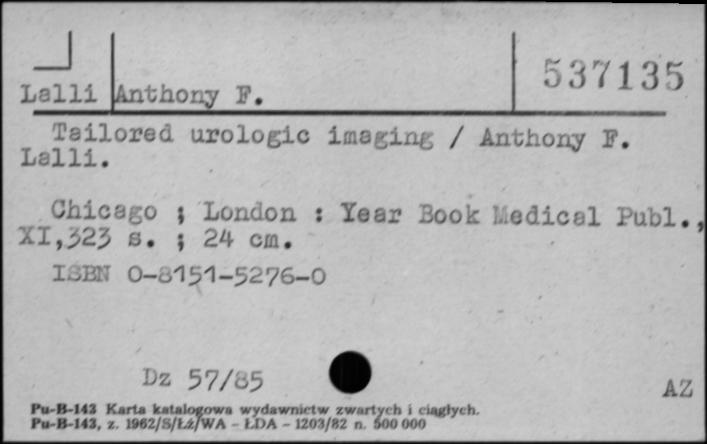 537135
Lalli Anthony F.
Tailored urologic imaging / Anthony F.
Lalli.
Chicago ; London : Year Book Medical Publ.,
XI,323 s. ; 24 cm.
ISBN 0-8151-5276-0
Dz 57/85
AZ
Pu-B-143 Karta katalogowa wydawnictw zwartych i ciągłych.
Pu-B-143, z. 1962/S/Łż/WA - ŁDA - 1203/82 n. 500 000